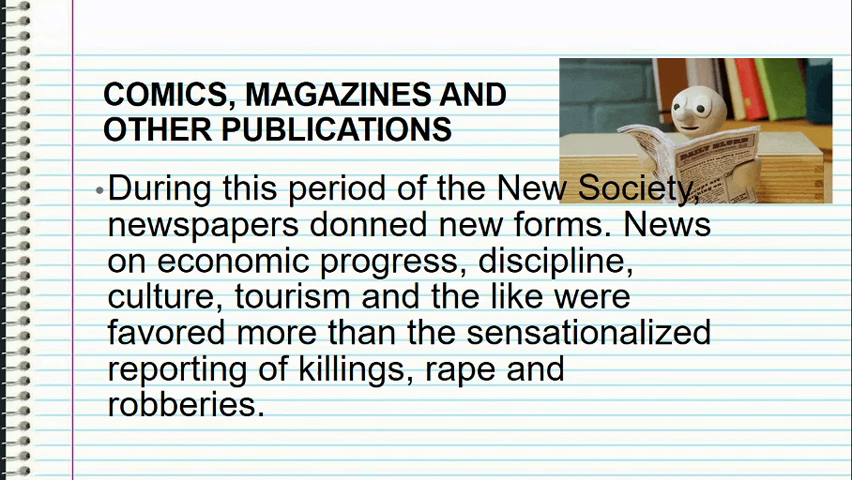 COMICS, MAGAZINES AND
OTHER PUBLICATIONS
DAILY BLURB
•During this period of the New Society,
newspapers donned new forms. News
on economic progress, discipline,
culture, tourism and the like were
favored more than the sensationalized
reporting of killings, rape and
robberies.